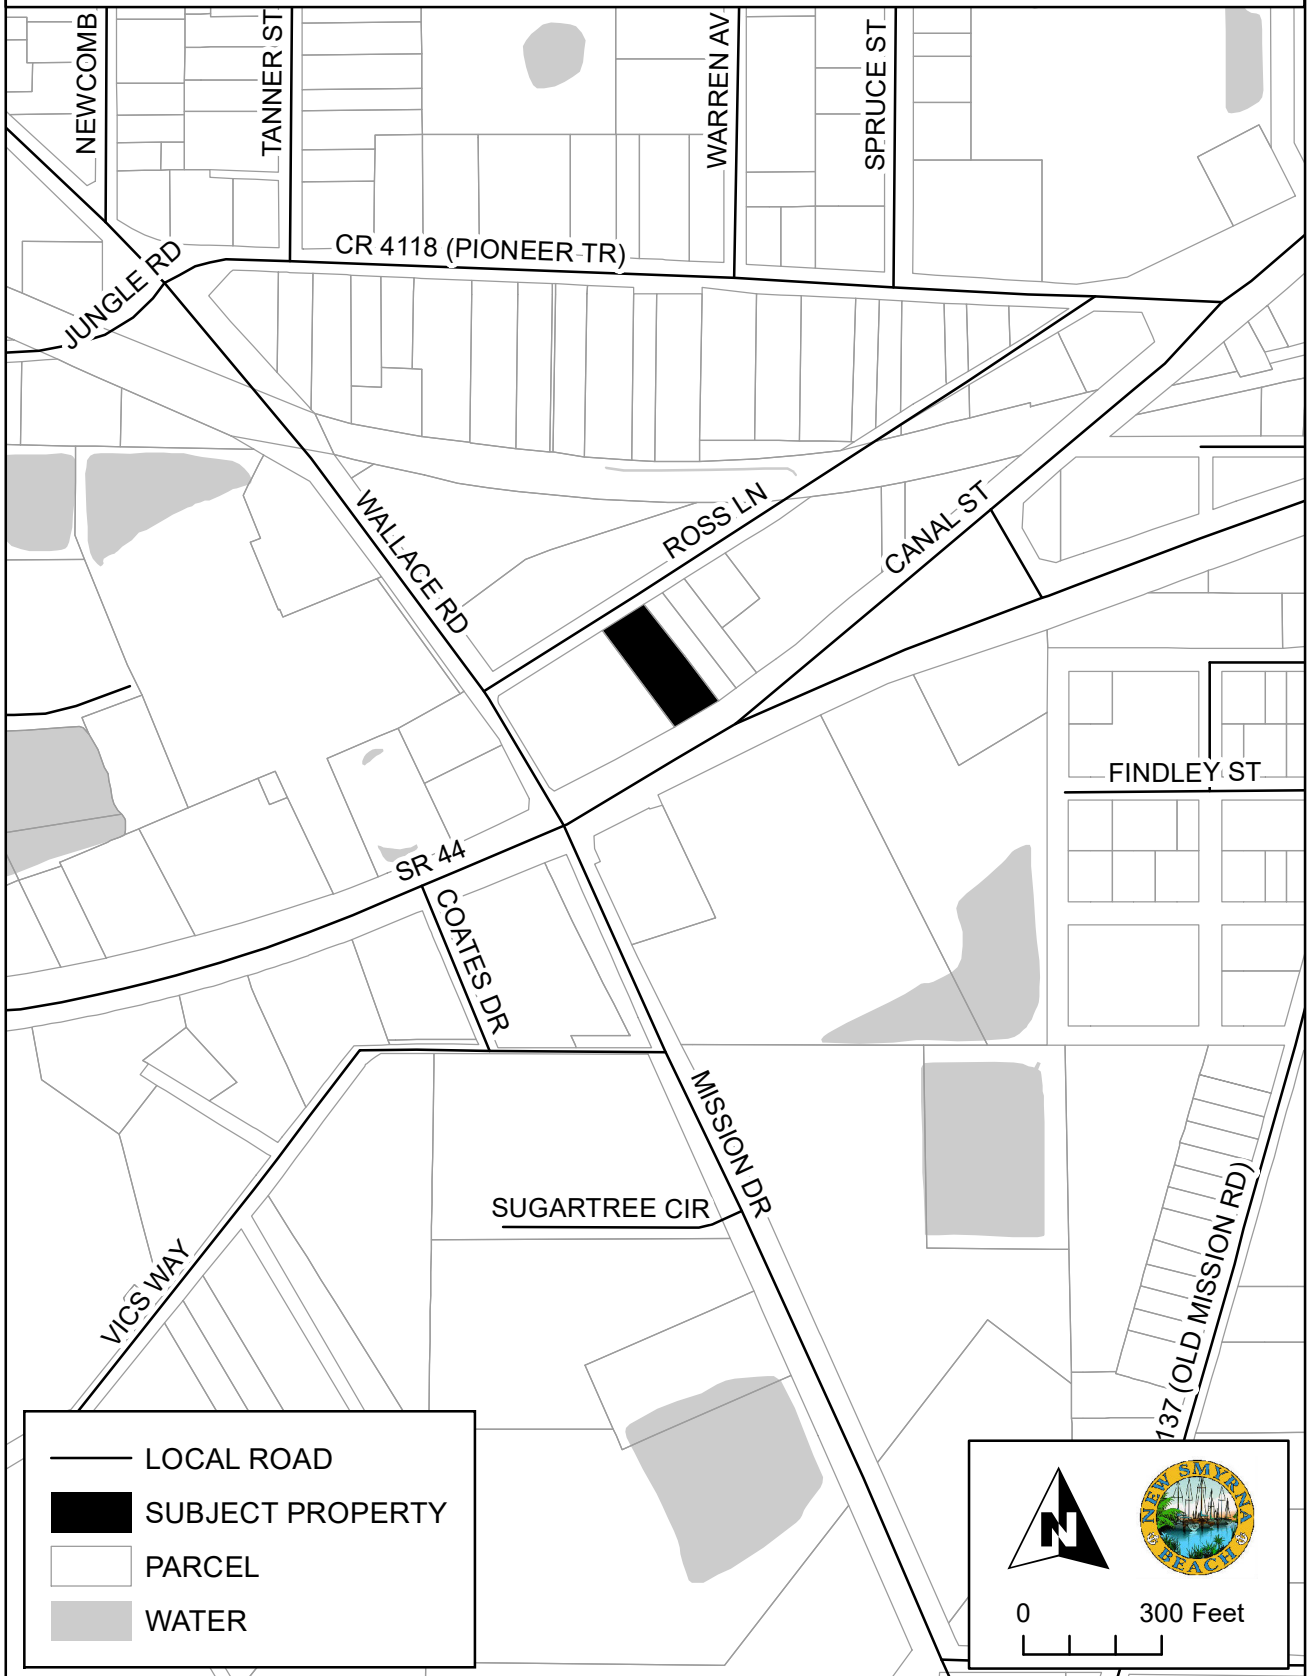 NEWCOMB
TANNER ST
WARREN AV
SPRUCE ST
CR 4118 (PIONEER TR)
JUNGLE RD
WALLACE RD
ROSS LN
CANAL ST
FINDLEY ST
SR 44
COATES DR
MISSION DR
SUGARTREE CIR
VICS WAY
137 (OLD MISSION RD)
LOCAL ROAD
SUBJECT PROPERTY
PARCEL
WATER
N
NEW SMYRNA
BEACH
0 300 Feet